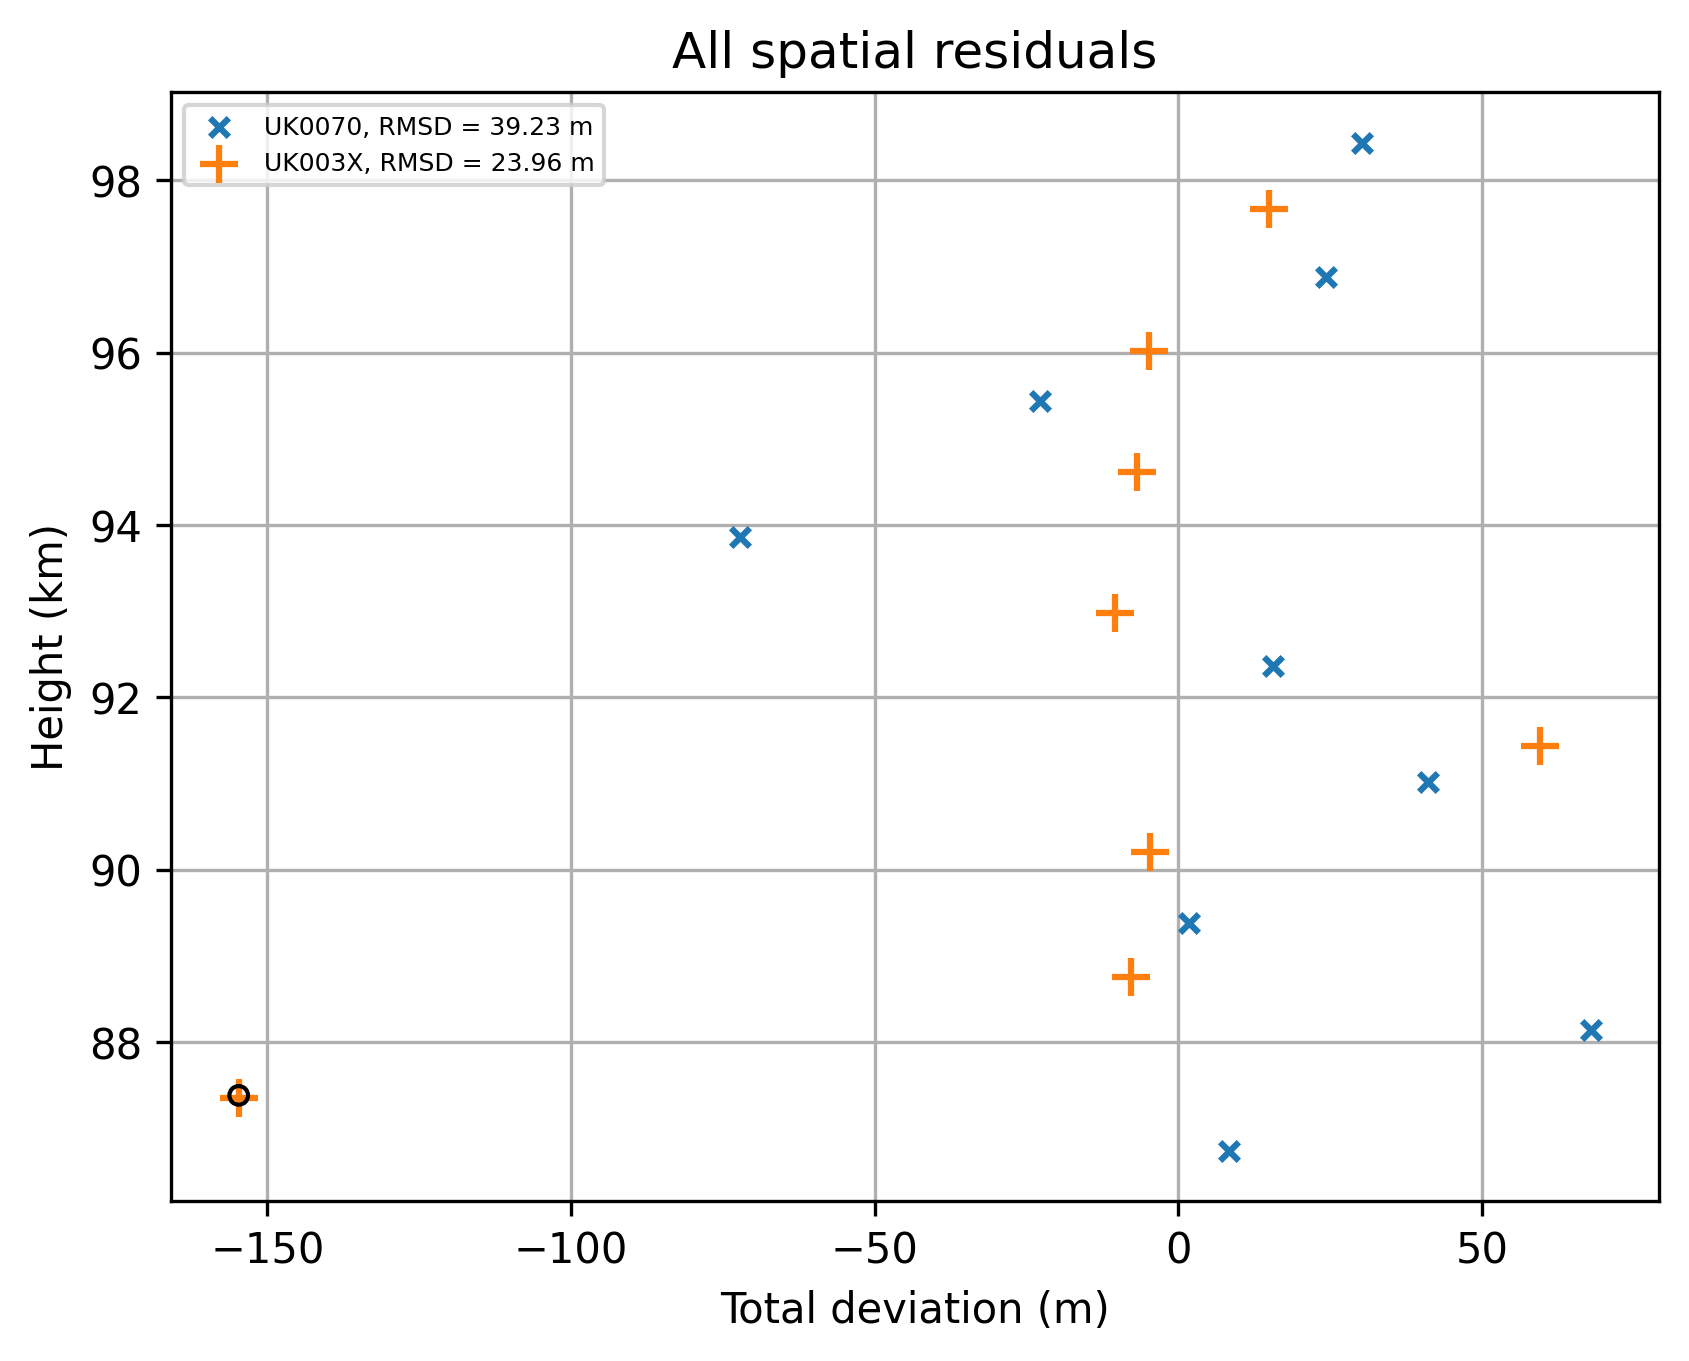 All spatial residuals
UK0070, RMSD = 39.23 m
UK003X, RMSD = 23.96 m
98
96
94
92
90
88
Height (km)
−150 −100 −50 0 50
Total deviation (m)